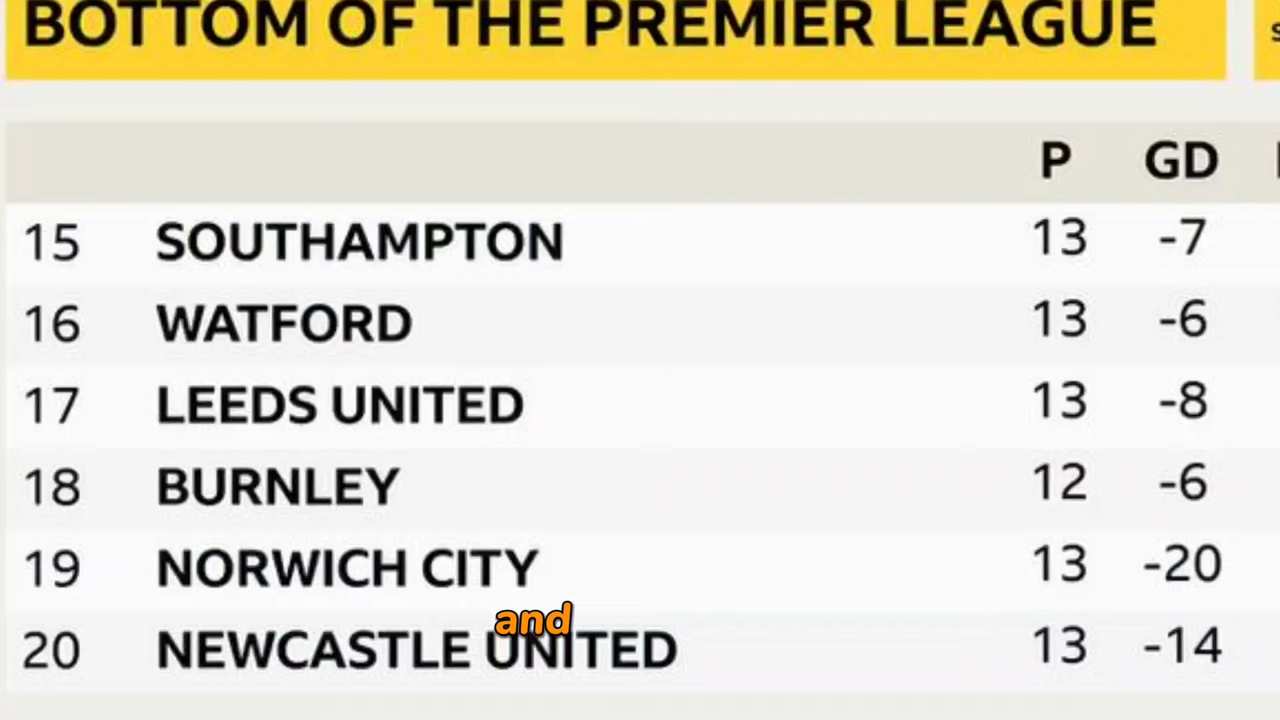 BOTTOM OF THE PREMIER LEAGUE
P GD
15 SOUTHAMPTON 13 -7
16 WATFORD 13 -6
17 LEEDS UNITED 13 -8
18 BURNLEY 12 -6
19 NORWICH CITY 13 -20
and
20 NEWCASTLE UNITED 13 -14